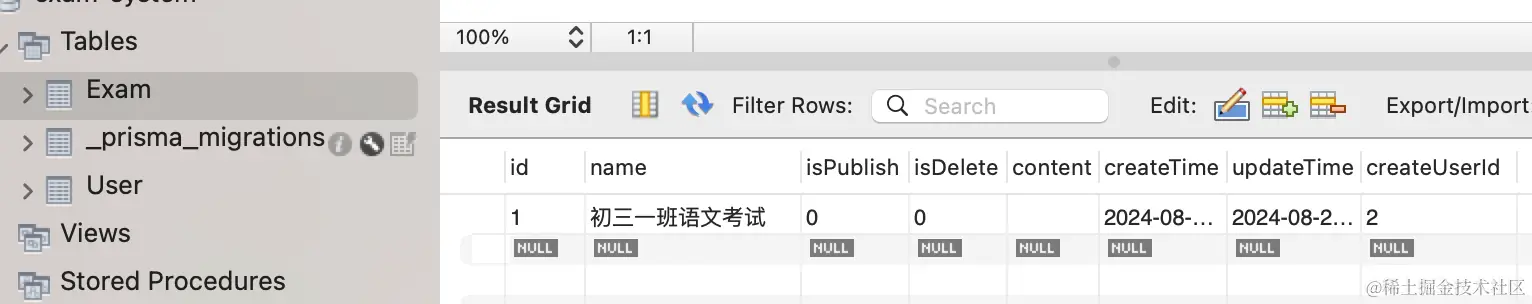 exam-system
Tables
Exam
_prisma_migrations
User
Views
Stored Procedures
100% 1:1
Result Grid Filter Rows: Search Edit: Export/Import
id name isPublish isDelete content createTime updateTime createUserId
1 初三一班语文考试 0 0 2024-08-... 2024-08-2... 2
NULL NULL NULL NULL NULL NULL NULL NULL
@稀土掘金技术社区